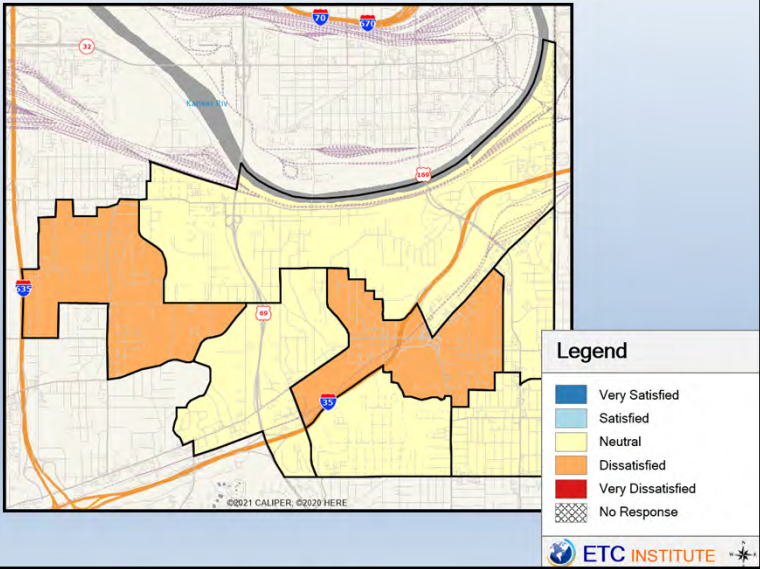 70
670
32
Kansas Riv
169
635
69
35
©2021 CALIPER; ©2020 HERE
Legend
Very Satisfied
Satisfied
Neutral
Dissatisfied
Very Dissatisfied
No Response
ETC INSTITUTE
N
W E
S